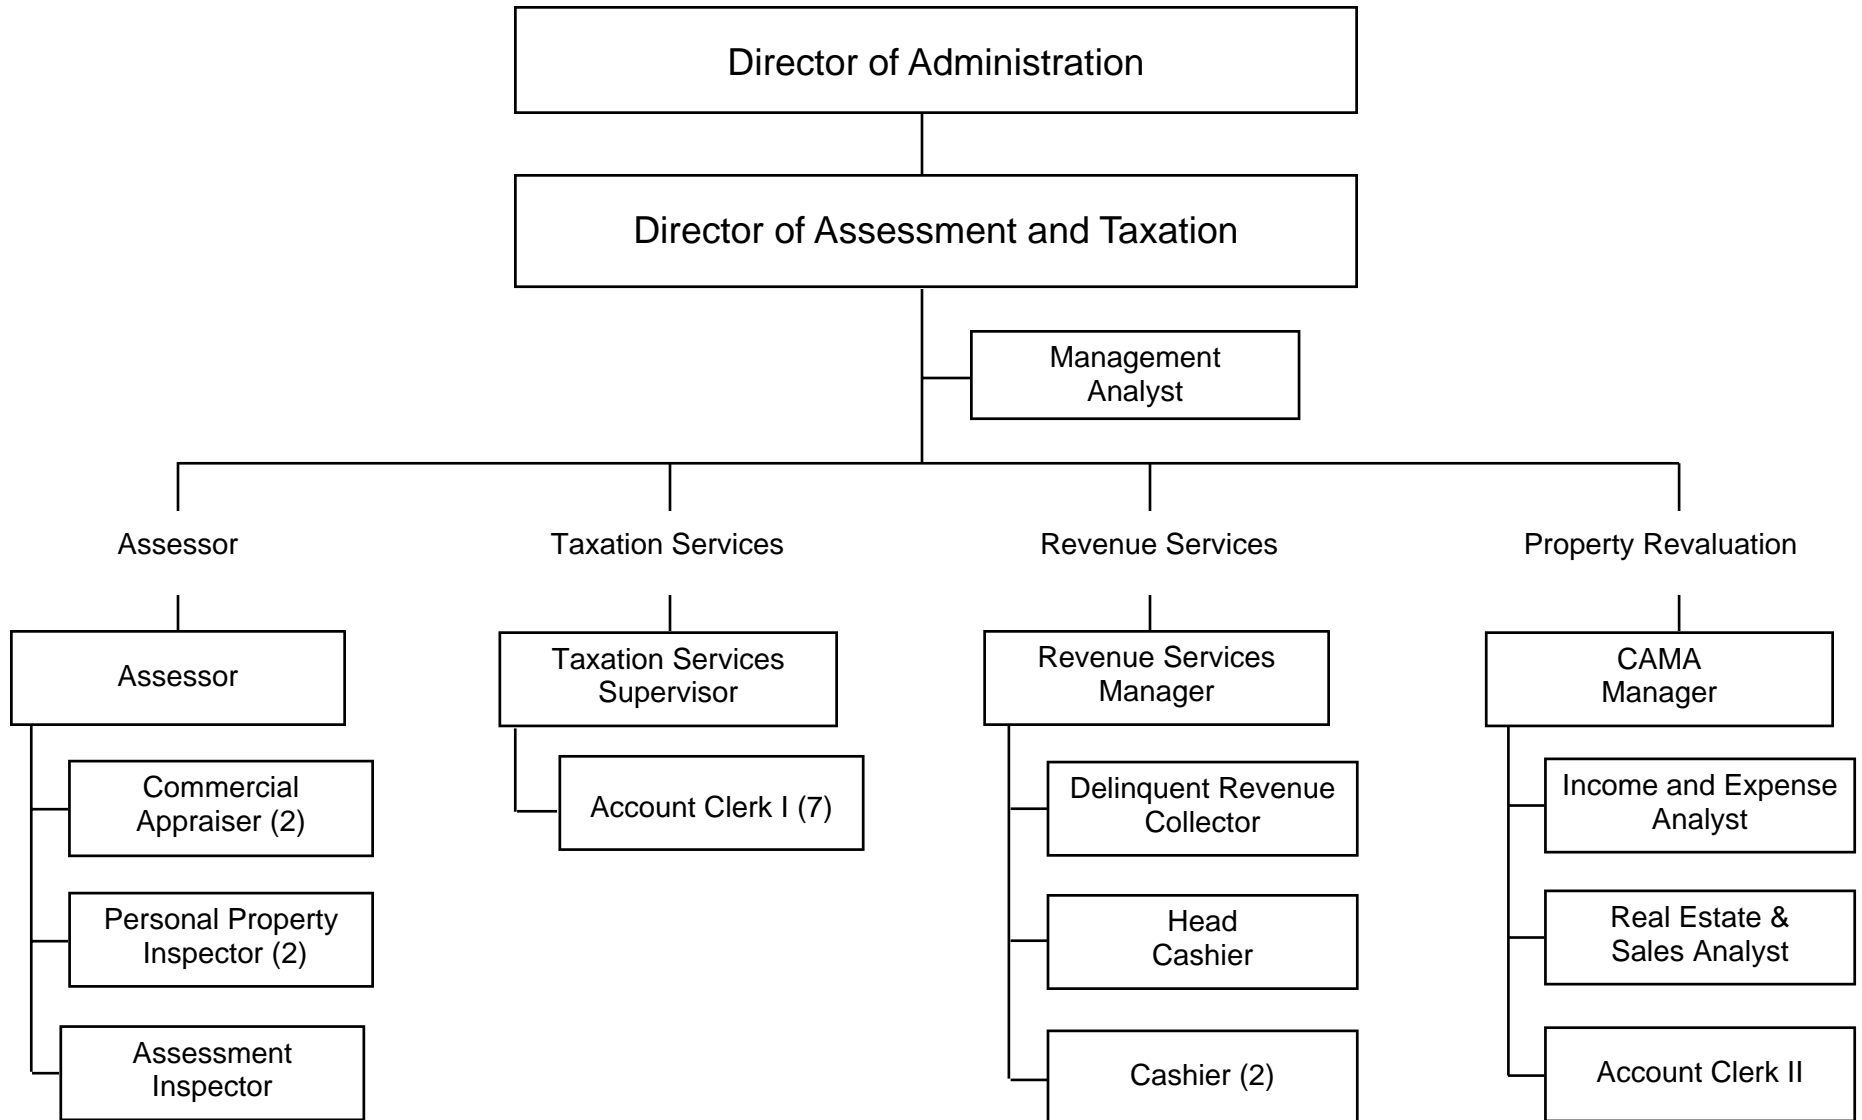 Director of Administration
Director of Assessment and Taxation
Management
Analyst
Assessor
Taxation Services
Revenue Services
Property Revaluation
Assessor
Taxation Services
Supervisor
Revenue Services
Manager
CAMA
Manager
Commercial
Appraiser (2)
Account Clerk I (7)
Delinquent Revenue
Collector
Income and Expense
Analyst
Personal Property
Inspector (2)
Head
Cashier
Real Estate &
Sales Analyst
Assessment
Inspector
Cashier (2)
Account Clerk II